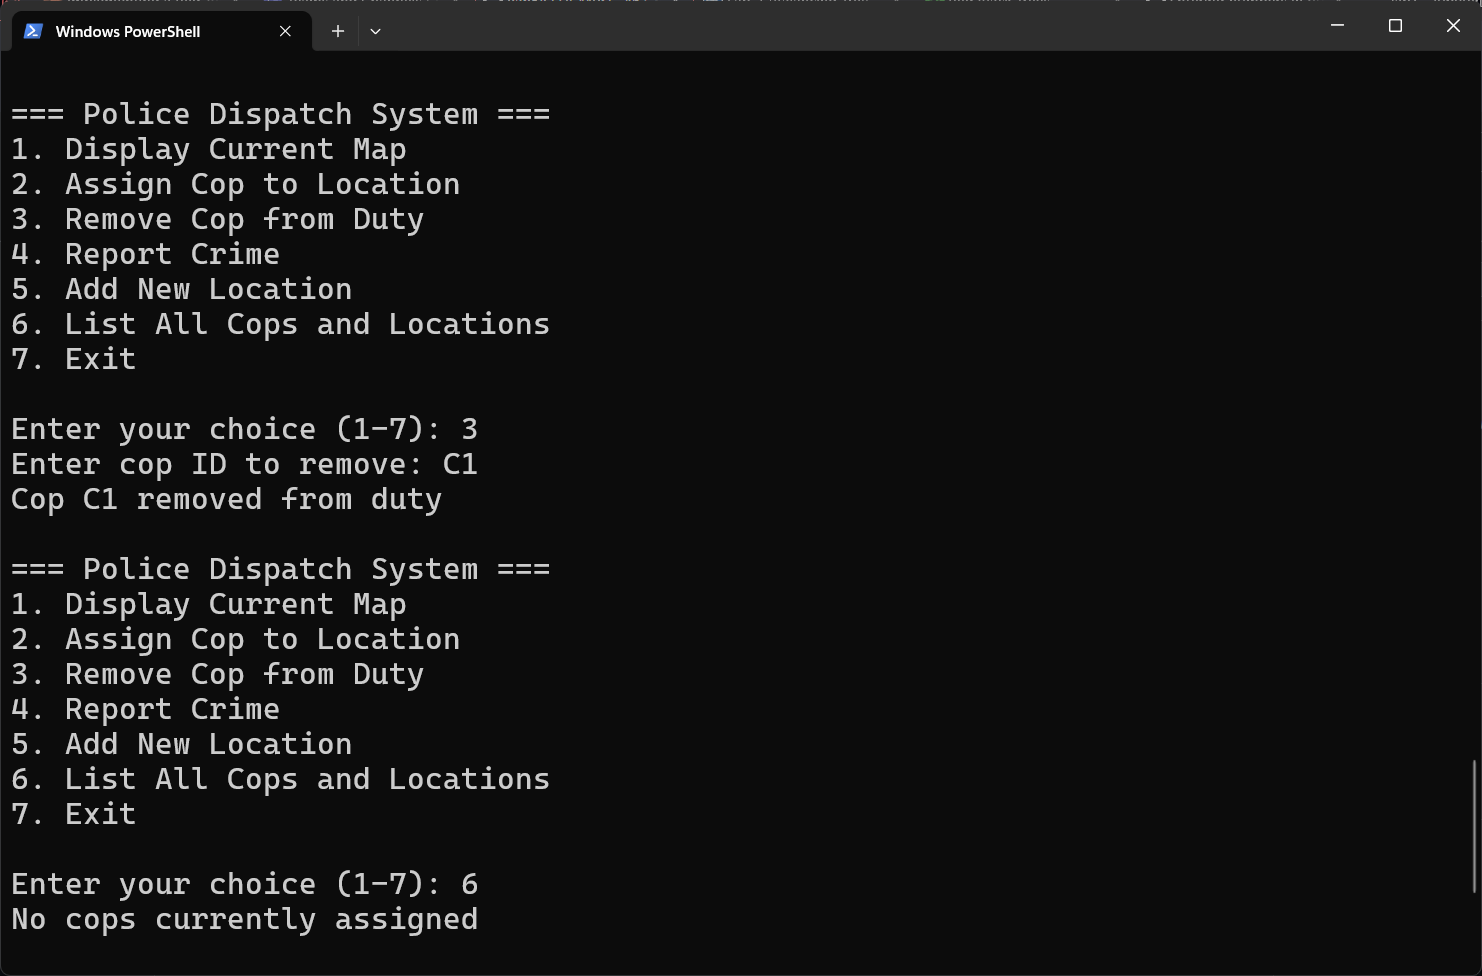 Windows PowerShell
=== Police Dispatch System ===
1. Display Current Map
2. Assign Cop to Location
3. Remove Cop from Duty
4. Report Crime
5. Add New Location
6. List All Cops and Locations
7. Exit
Enter your choice (1-7): 3
Enter cop ID to remove: C1
Cop C1 removed from duty
=== Police Dispatch System ===
1. Display Current Map
2. Assign Cop to Location
3. Remove Cop from Duty
4. Report Crime
5. Add New Location
6. List All Cops and Locations
7. Exit
Enter your choice (1-7): 6
No cops currently assigned